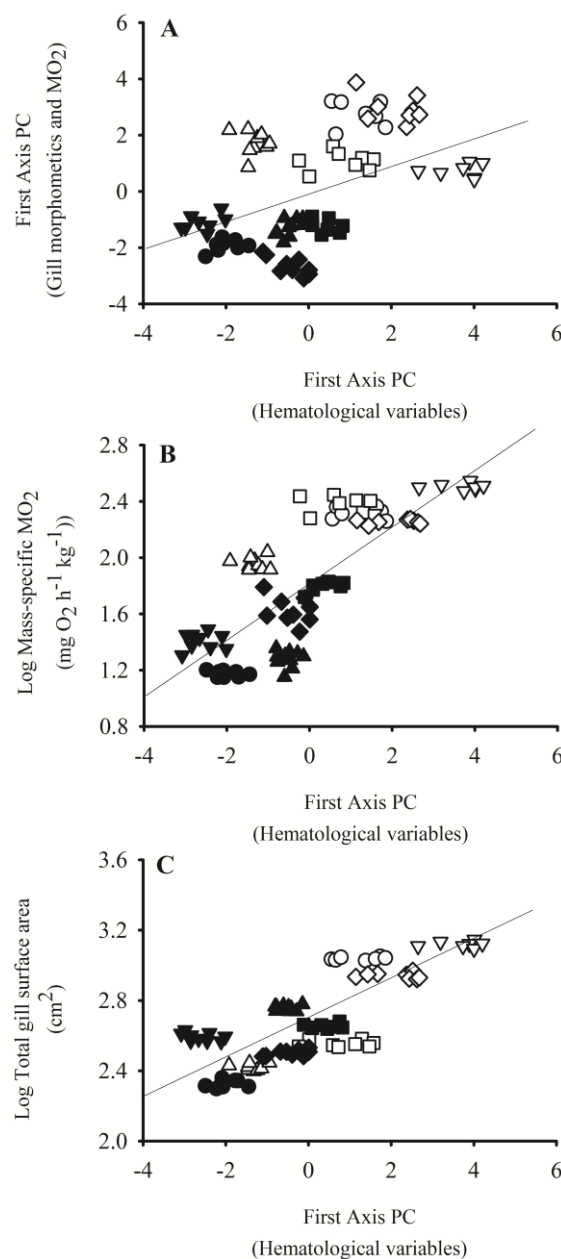 A
6
4
2
0
-2
-4
-4
-2
0
2
4
6
First Axis PC
(Gill morphometics and MO2)
First Axis PC
(Hematological variables)
B
2.8
2.4
2.0
1.6
1.2
0.8
-4
-2
0
2
4
6
Log Mass-specific MO2
(mg O2 h-1 kg-1))
First Axis PC
(Hematological variables)
C
3.6
3.2
2.8
2.4
2.0
-4
-2
0
2
4
6
Log Total gill surface area
(cm2)
First Axis PC
(Hematological variables)